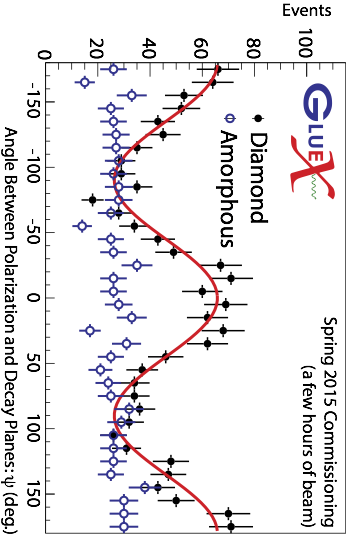 Events
GLUEX
Spring 2015 Commissioning
(a few hours of beam)
Diamond
Amorphous
100
80
60
40
20
0
-150
-100
-50
0
50
100
150
Angle Between Polarization and Decay Planes: ψ (deg.)